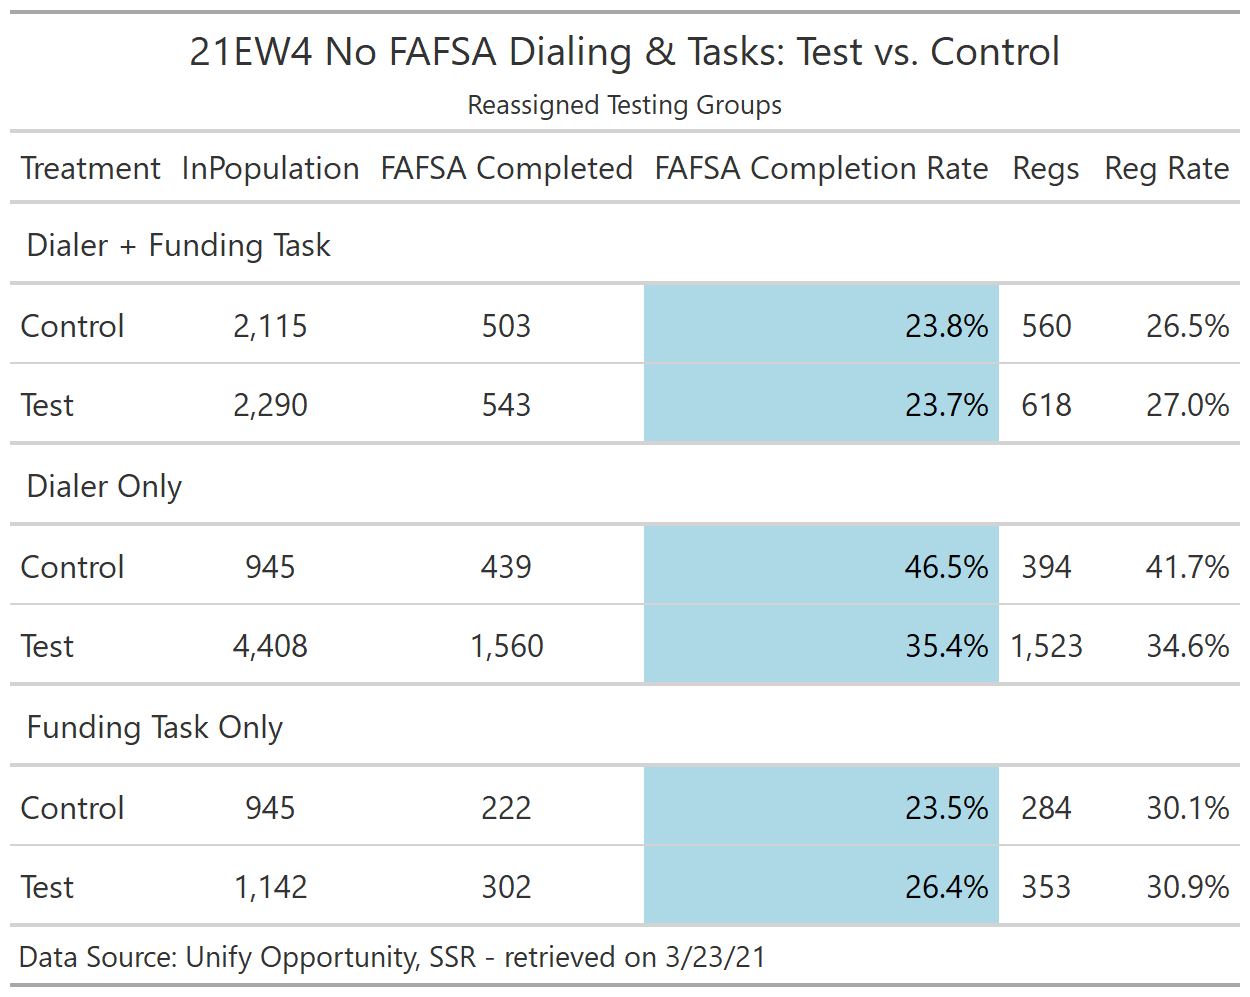 21EW4 No FAFSA Dialing & Tasks: Test vs. Control
Reassigned Testing Groups
Treatment InPopulation FAFSA Completed FAFSA Completion Rate Regs Reg Rate
Dialer + Funding Task
Control 2,115 503 23.8% 560 26.5%
Test 2,290 543 23.7% 618 27.0%
Dialer Only
Control 945 439 46.5% 394 41.7%
Test 4,408 1,560 35.4% 1,523 34.6%
Funding Task Only
Control 945 222 23.5% 284 30.1%
Test 1,142 302 26.4% 353 30.9%
Data Source: Unify Opportunity, SSR - retrieved on 3/23/21